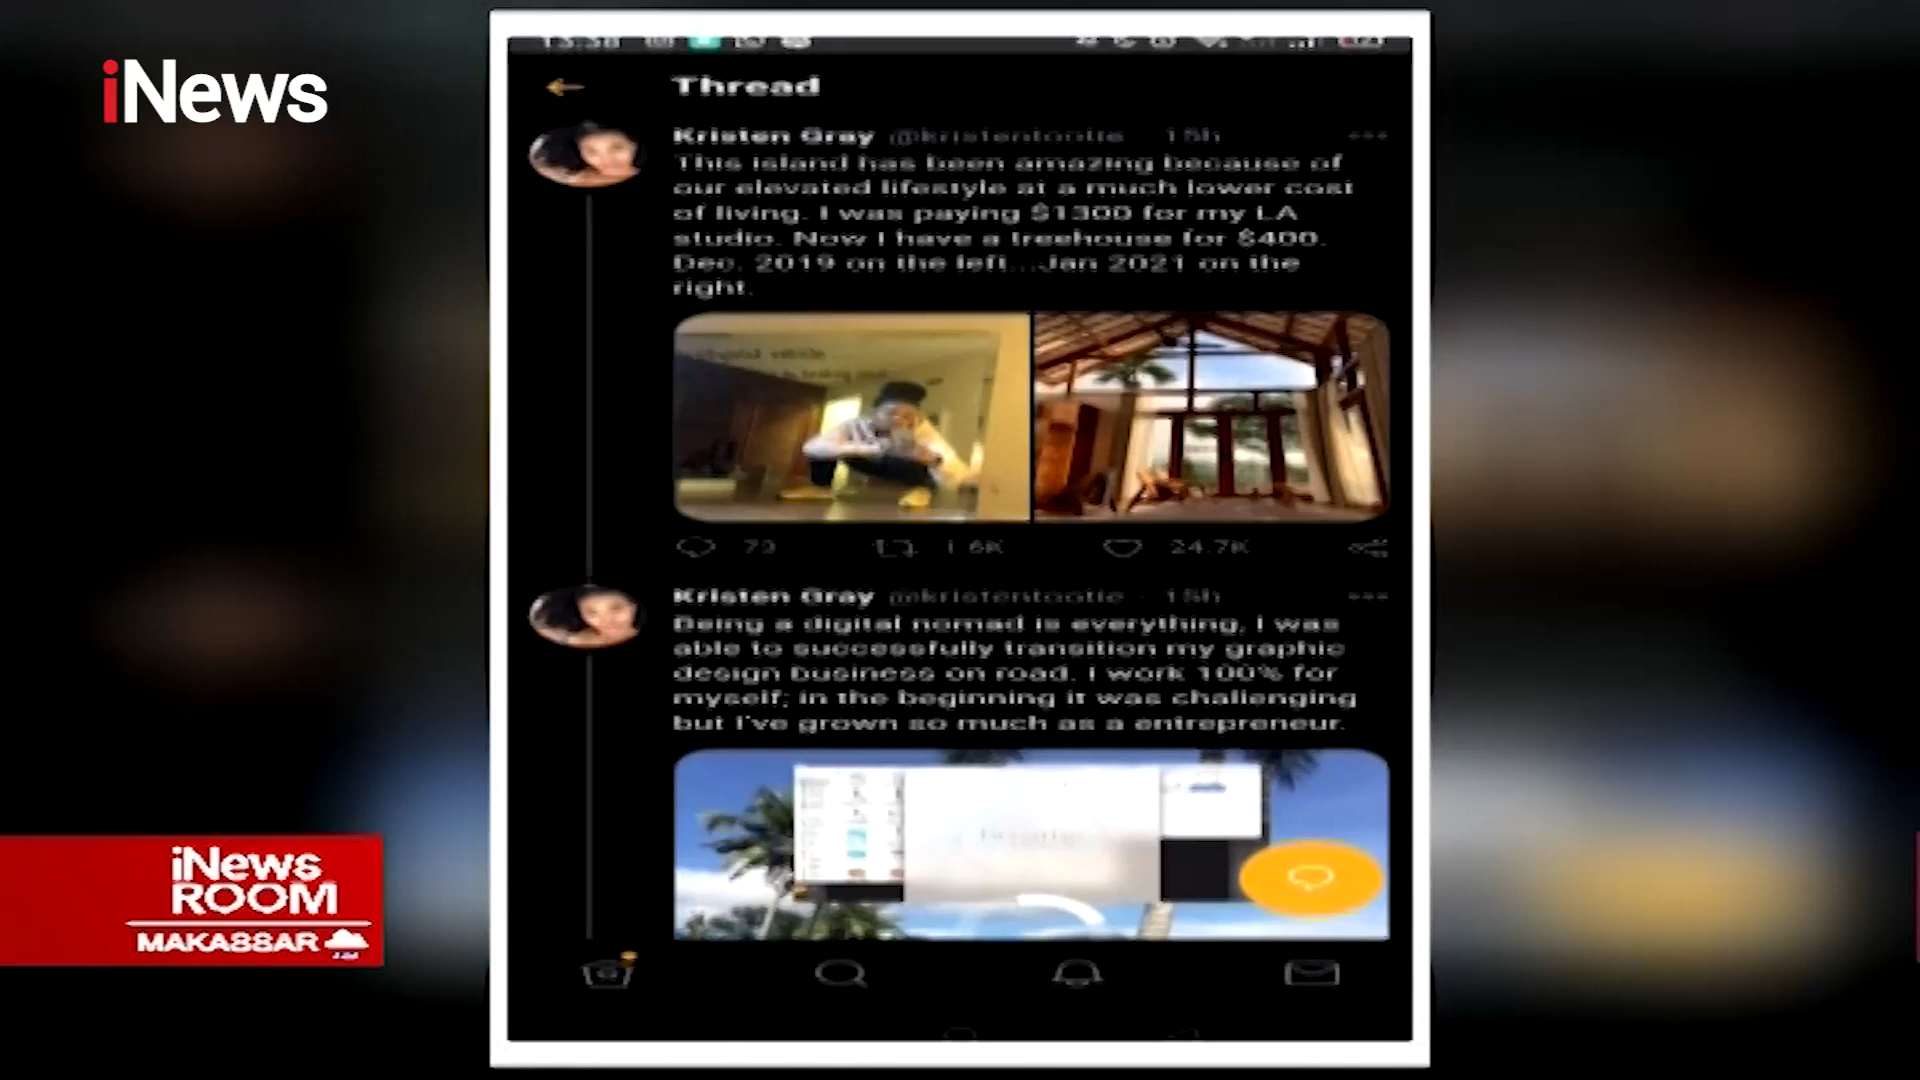 iNews
Thread
Kristen Gray @kristentootie 15h
This island has been amazing because of
our elevated lifestyle at a much lower cost
of living. I was paying $1300 for my LA
studio. Now I have a treehouse for $400.
Dec. 2019 on the left...Jan 2021 on the
right.
73 1.6K 24.7K
Kristen Gray @kristentootie · 15h
Being a digital nomad is everything, I was
able to successfully transition my graphic
design business on road. I work 100% for
myself; in the beginning it was challenging
but I've grown so much as a entrepreneur.
iNews
ROOM
MAKASSAR